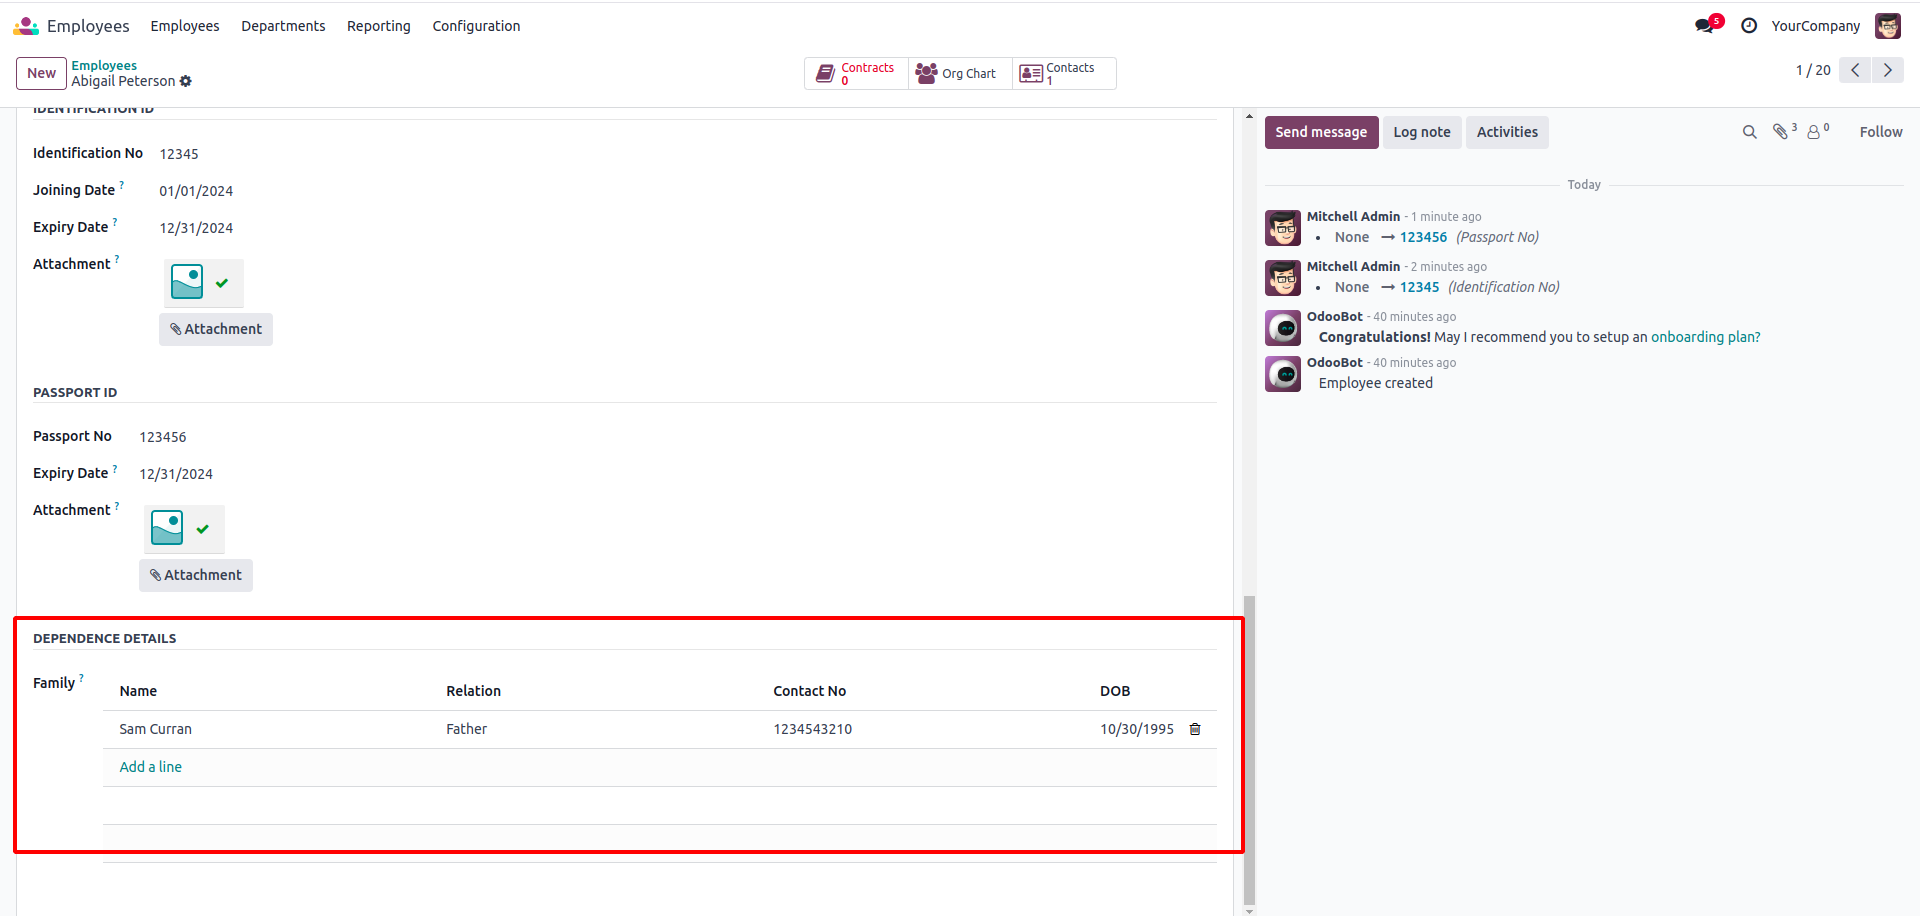 Employees Employees Departments Reporting Configuration 5 YourCompany
New Employees
Abigail Peterson
Contracts 0 Org Chart Contacts 1 1 / 20
IDENTIFICATION ID
Identification No 12345
Joining Date ? 01/01/2024
Expiry Date ? 12/31/2024
Attachment ?
Attachment
PASSPORT ID
Passport No 123456
Expiry Date ? 12/31/2024
Attachment ?
Attachment
DEPENDENCE DETAILS
Family ?
Name Relation Contact No DOB
Sam Curran Father 1234543210 10/30/1995
Add a line
Send message Log note Activities 3 0 Follow
Today
Mitchell Admin - 1 minute ago
• None → 123456 (Passport No)
Mitchell Admin - 2 minutes ago
• None → 12345 (Identification No)
OdooBot - 40 minutes ago
Congratulations! May I recommend you to setup an onboarding plan?
OdooBot - 40 minutes ago
Employee created